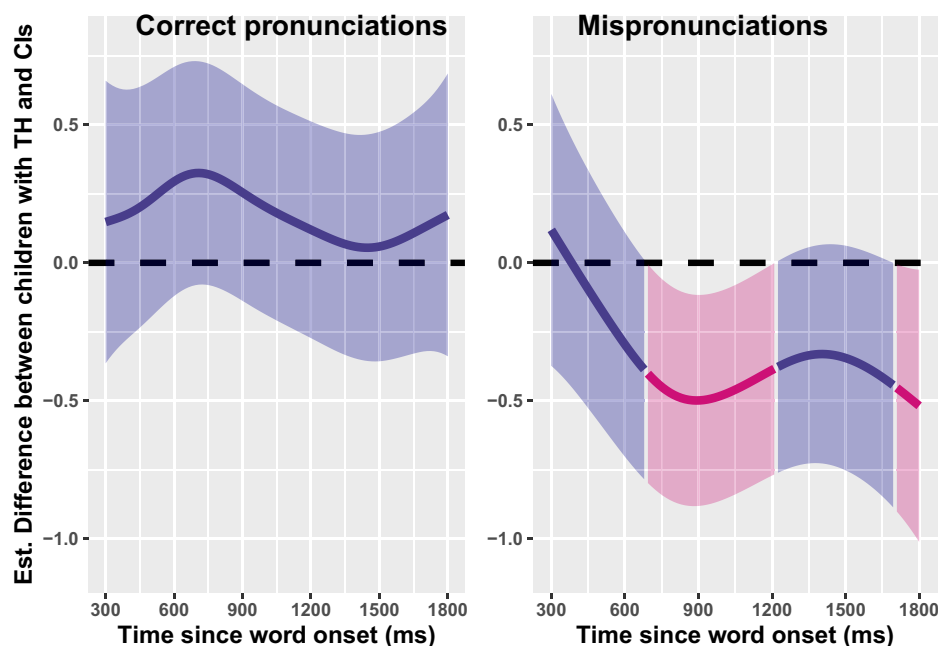 Correct pronunciations
Mispronunciations
Est. Difference between children with TH and CIs
0.5
0.0
−0.5
−1.0
0.5
0.0
−0.5
−1.0
300 600 900 1200 1500 1800
300 600 900 1200 1500 1800
Time since word onset (ms)
Time since word onset (ms)